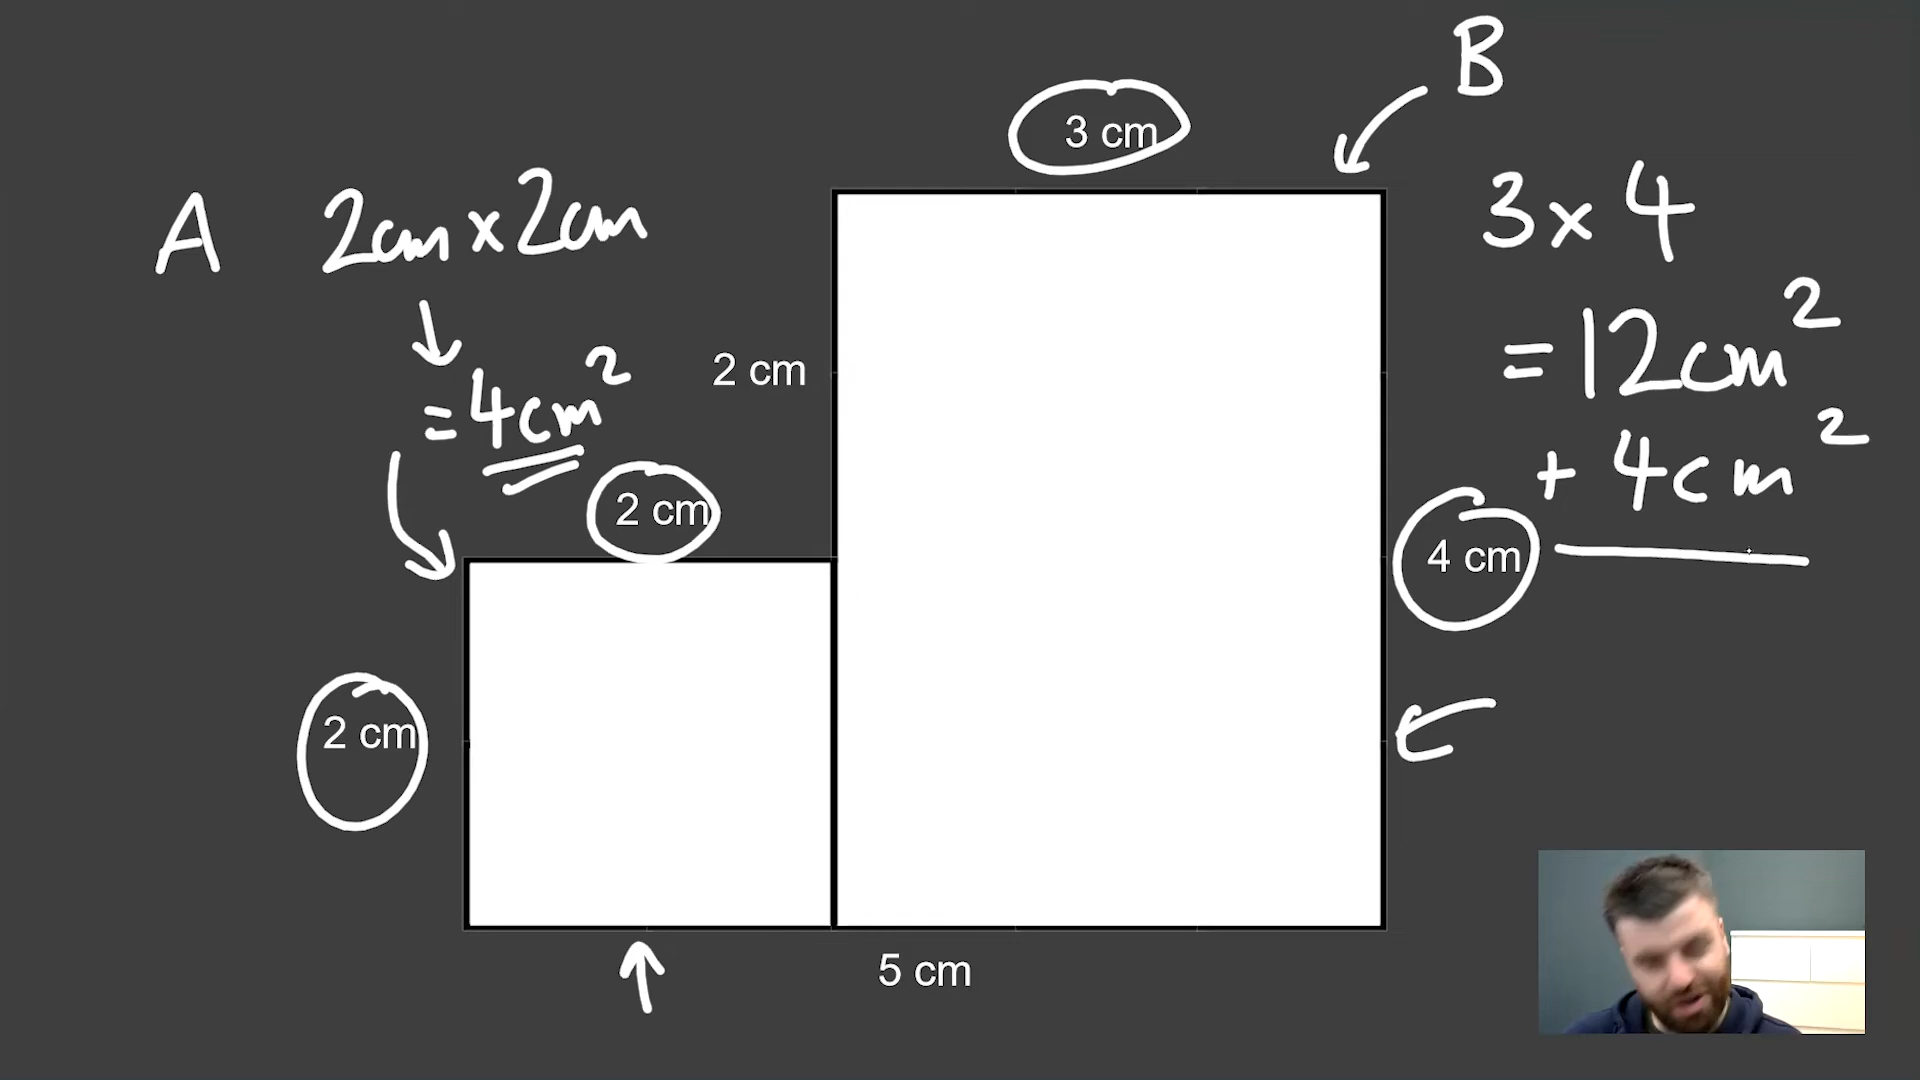 B
3 cm
A 2cm x 2cm
3 x 4
= 12cm²
2 cm
= 4cm²
+ 4cm²
2 cm
4 cm
2 cm
5 cm